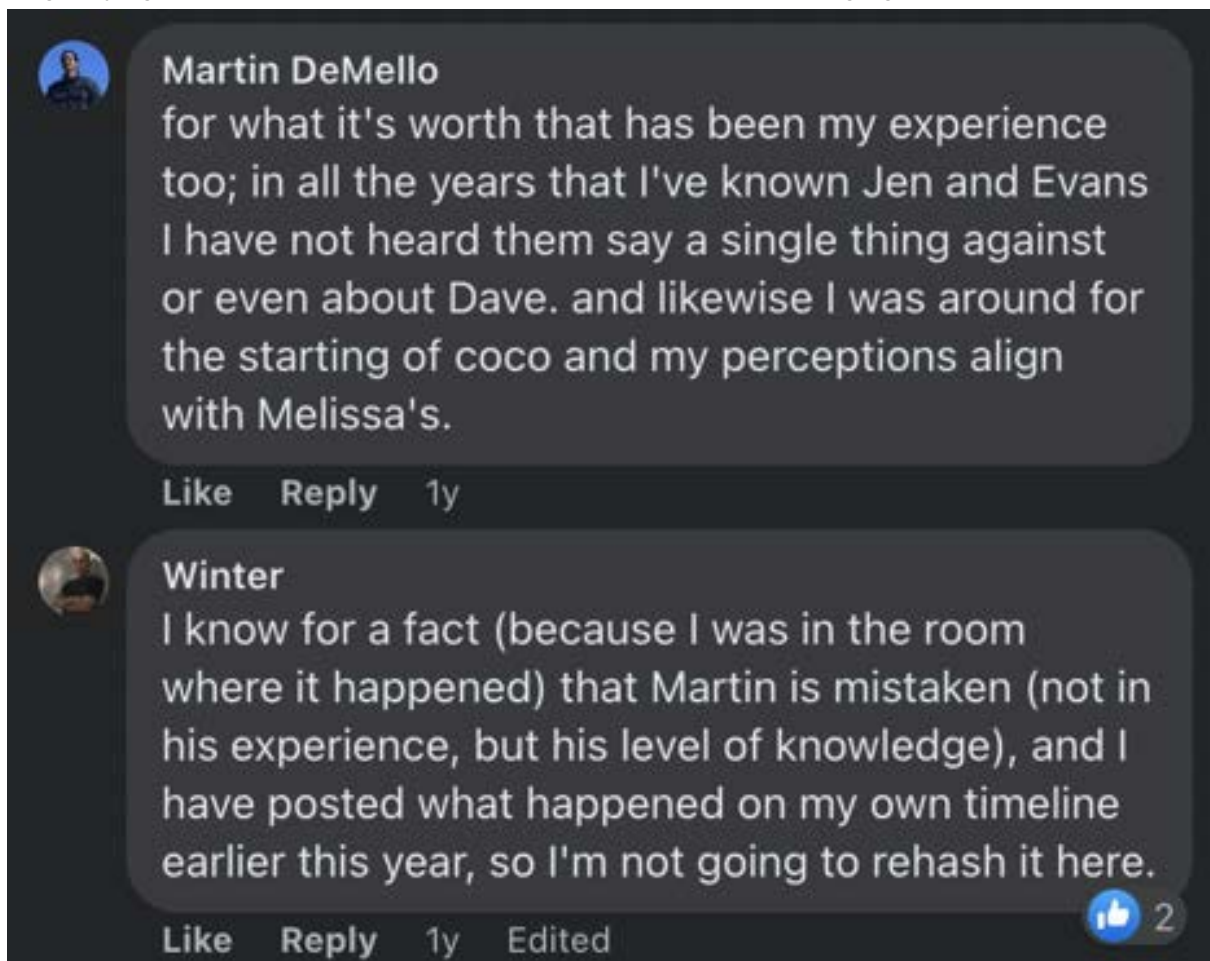 Martin DeMello
for what it's worth that has been my experience
too; in all the years that I've known Jen and Evans
I have not heard them say a single thing against
or even about Dave. and likewise I was around for
the starting of coco and my perceptions align
with Melissa's.
Like Reply 1y
Winter
I know for a fact (because I was in the room
where it happened) that Martin is mistaken (not in
his experience, but his level of knowledge), and I
have posted what happened on my own timeline
earlier this year, so I'm not going to rehash it here.
2
Like Reply 1y Edited